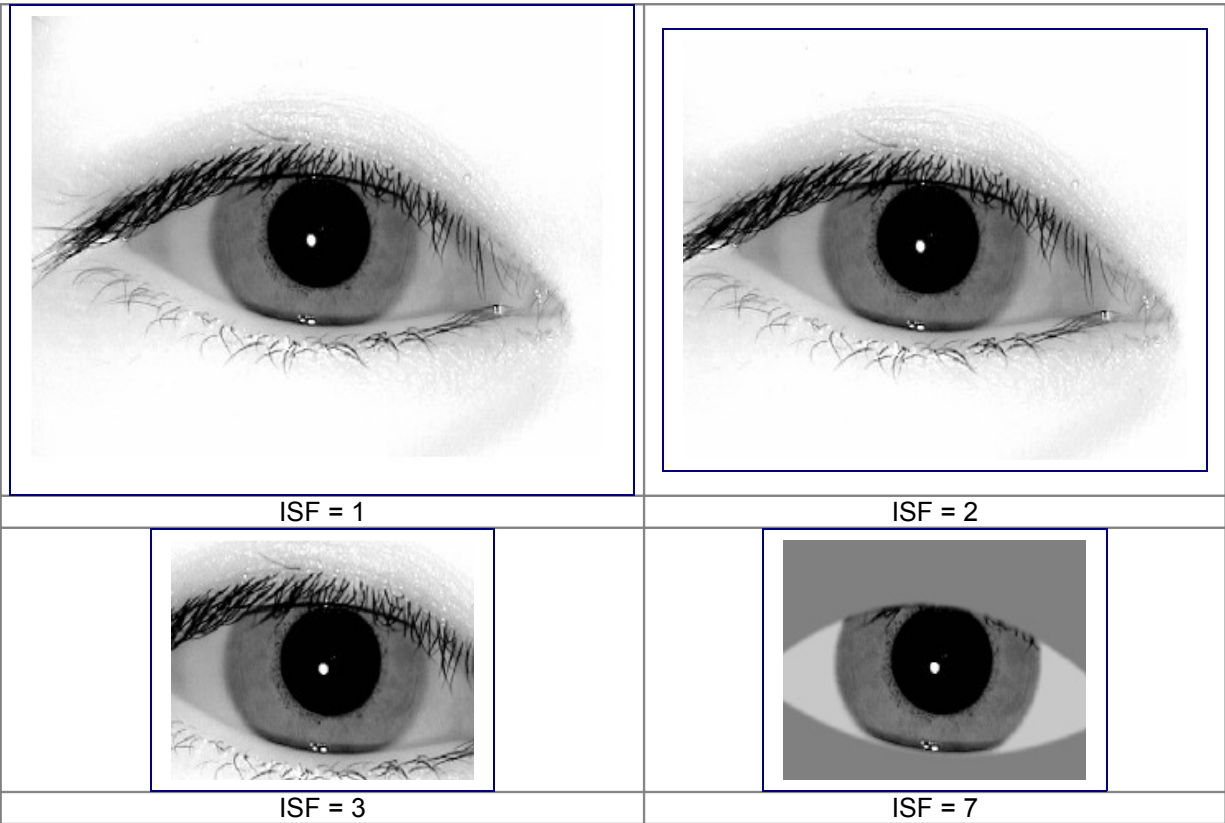 ISF = 1
ISF = 2
ISF = 3
ISF = 7